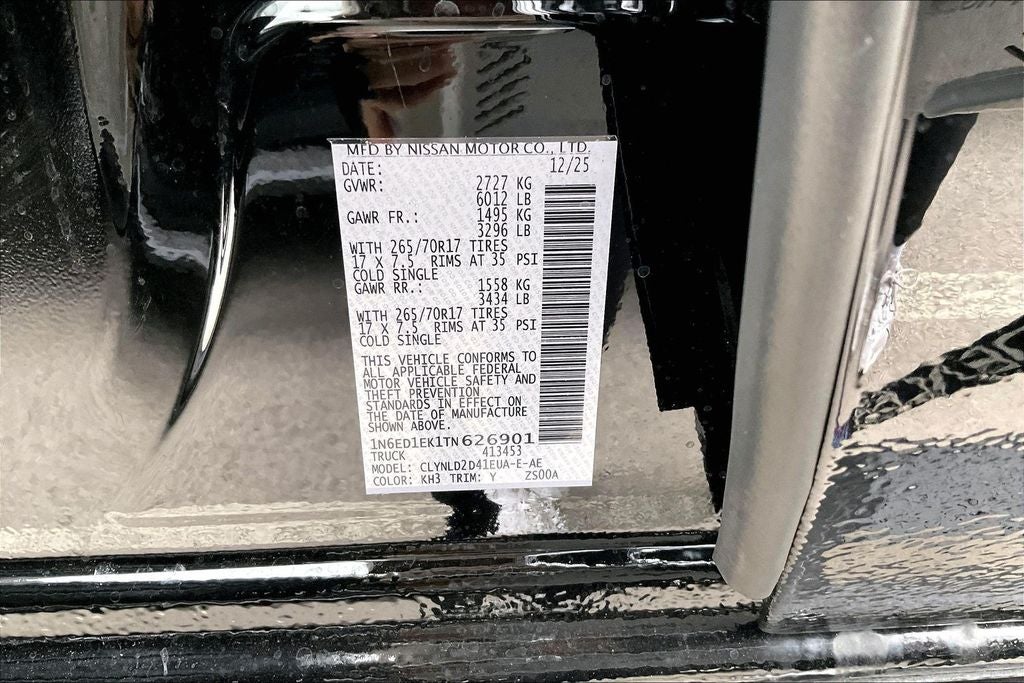 MFD BY NISSAN MOTOR CO., LTD.
DATE: 12/25
GVWR: 2727 KG
6012 LB
GAWR FR.: 1495 KG
3296 LB
WITH 265/70R17 TIRES
17 X 7.5 RIMS AT 35 PSI
COLD SINGLE
GAWR RR.: 1558 KG
3434 LB
WITH 265/70R17 TIRES
17 X 7.5 RIMS AT 35 PSI
COLD SINGLE
THIS VEHICLE CONFORMS TO
ALL APPLICABLE FEDERAL
MOTOR VEHICLE SAFETY AND
THEFT PREVENTION
STANDARDS IN EFFECT ON
THE DATE OF MANUFACTURE
SHOWN ABOVE.
1N6ED1EK1TN626901
TRUCK 413453
MODEL: CLYNLD2D41EUA-E-AE
COLOR: KH3 TRIM: Y ZS00A